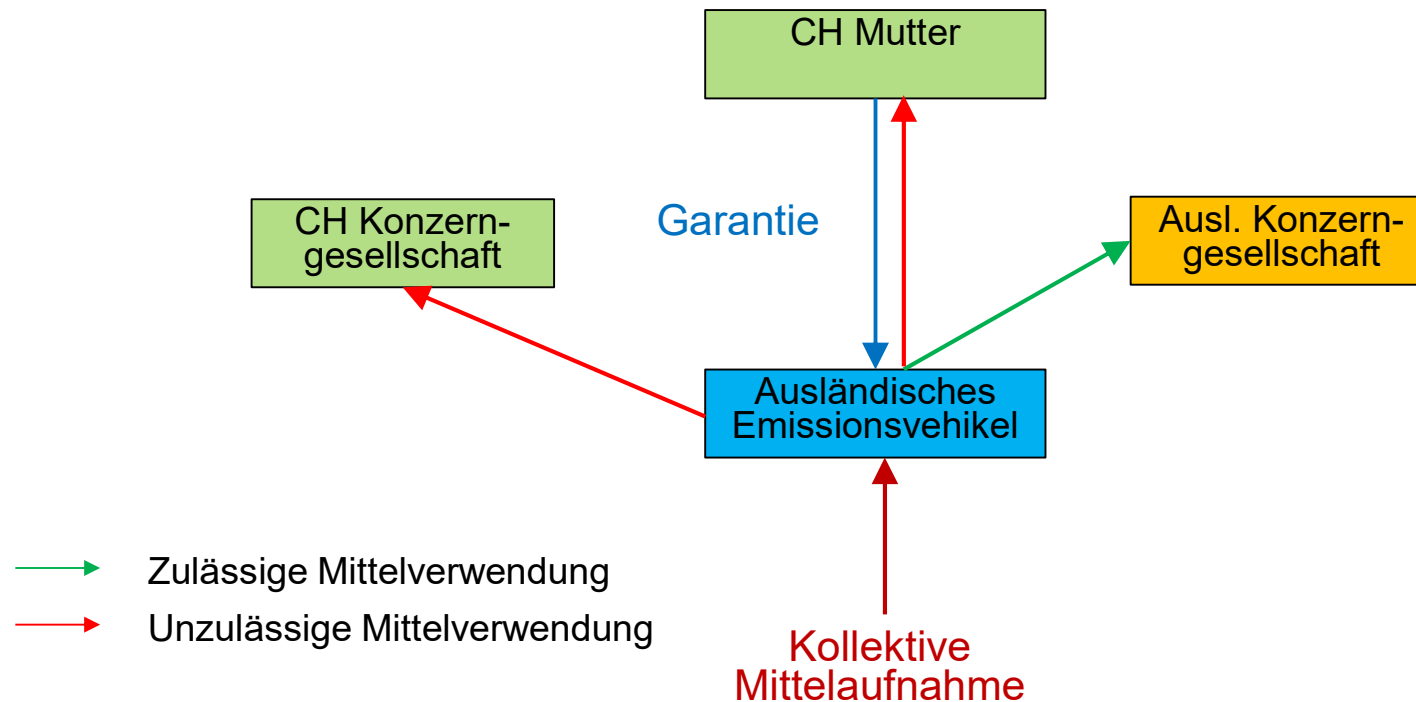 CH Mutter
Garantie
CH Konzern-
gesellschaft
Ausl. Konzern-
gesellschaft
Ausländisches
Emissionsvehikel
Zulässige Mittelverwendung
Unzulässige Mittelverwendung
Kollektive
Mittelaufnahme